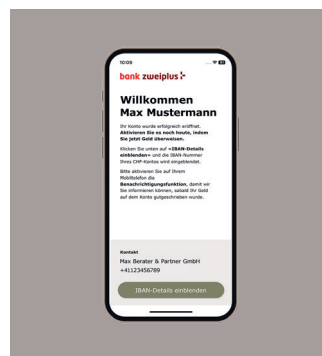 10:09
bank zweiplus
Willkommen
Max Mustermann
Ihr Konto wurde erfolgreich eröffnet.
Aktivieren Sie es noch heute, indem
Sie jetzt Geld überweisen.
Klicken Sie unten auf «IBAN-Details
einblenden» und die IBAN-Nummer
Ihres CHF-Kontos wird eingeblendet.
Bitte aktivieren Sie auf Ihrem
Mobiltelefon die
Benachrichtigungsfunktion, damit wir
Sie informieren können, sobald Ihr Geld
auf dem Konto gutgeschrieben wurde.
Kontakt
Max Berater & Partner GmbH
+41123456789
IBAN-Details einblenden